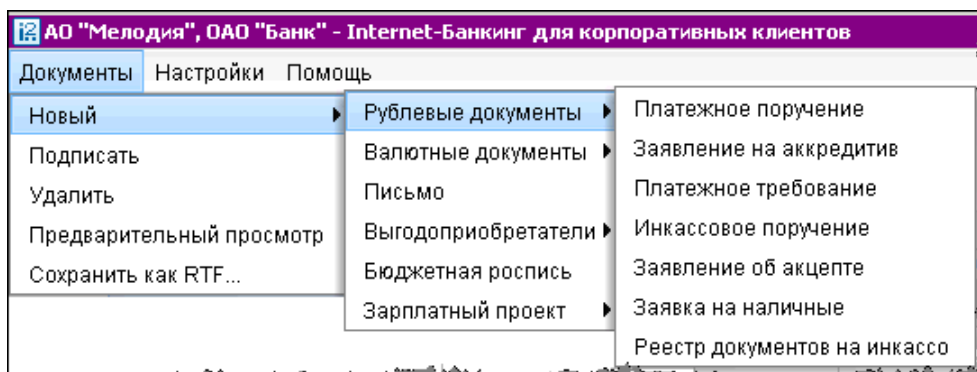 АО "Мелодия", ОАО "Банк" - Internet-Банкинг для корпоративных клиентов
Документы Настройки Помощь
Новый
Подписать
Удалить
Предварительный просмотр
Сохранить как RTF...
Рублевые документы
Валютные документы
Письмо
Выгодоприобретатели
Бюджетная роспись
Зарплатный проект
Платежное поручение
Заявление на аккредитив
Платежное требование
Инкассовое поручение
Заявление об акцепте
Заявка на наличные
Реестр документов на инкассо